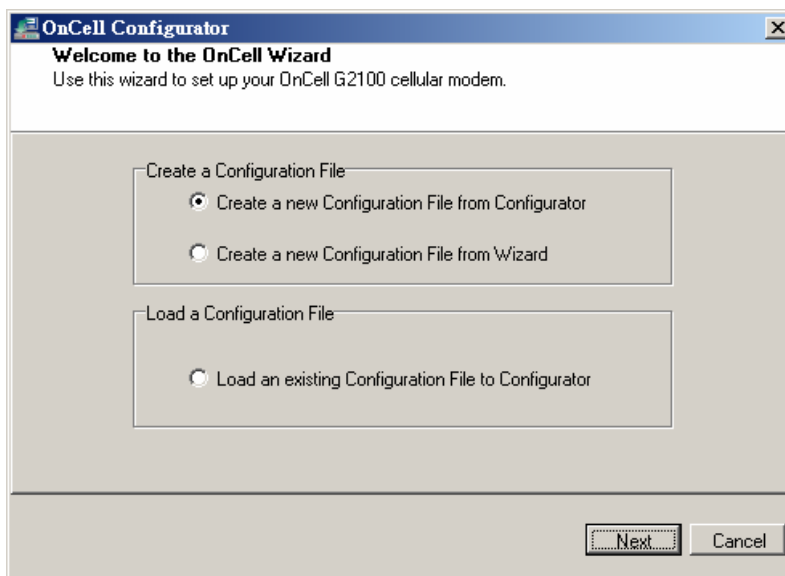 OnCell Configurator
Welcome to the OnCell Wizard
Use this wizard to set up your OnCell G2100 cellular modem.
Create a Configuration File
Create a new Configuration File from Configurator
Create a new Configuration File from Wizard
Load a Configuration File
Load an existing Configuration File to Configurator
Next
Cancel